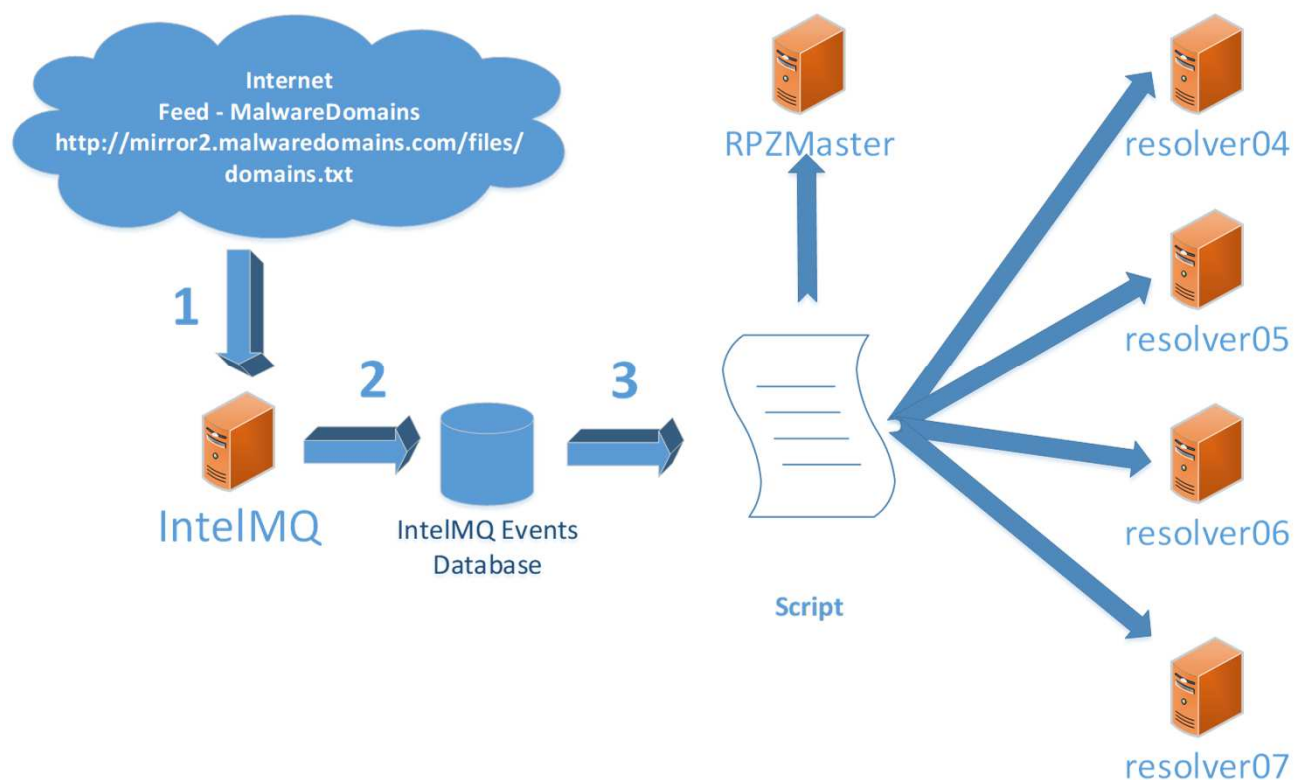 Internet
Feed - MalwareDomains
http://mirror2.malwaredomains.com/files/
domains.txt
RPZMaster
resolver04
1
resolver05
2
3
IntelMQ
IntelMQ Events
Database
resolver06
Script
resolver07